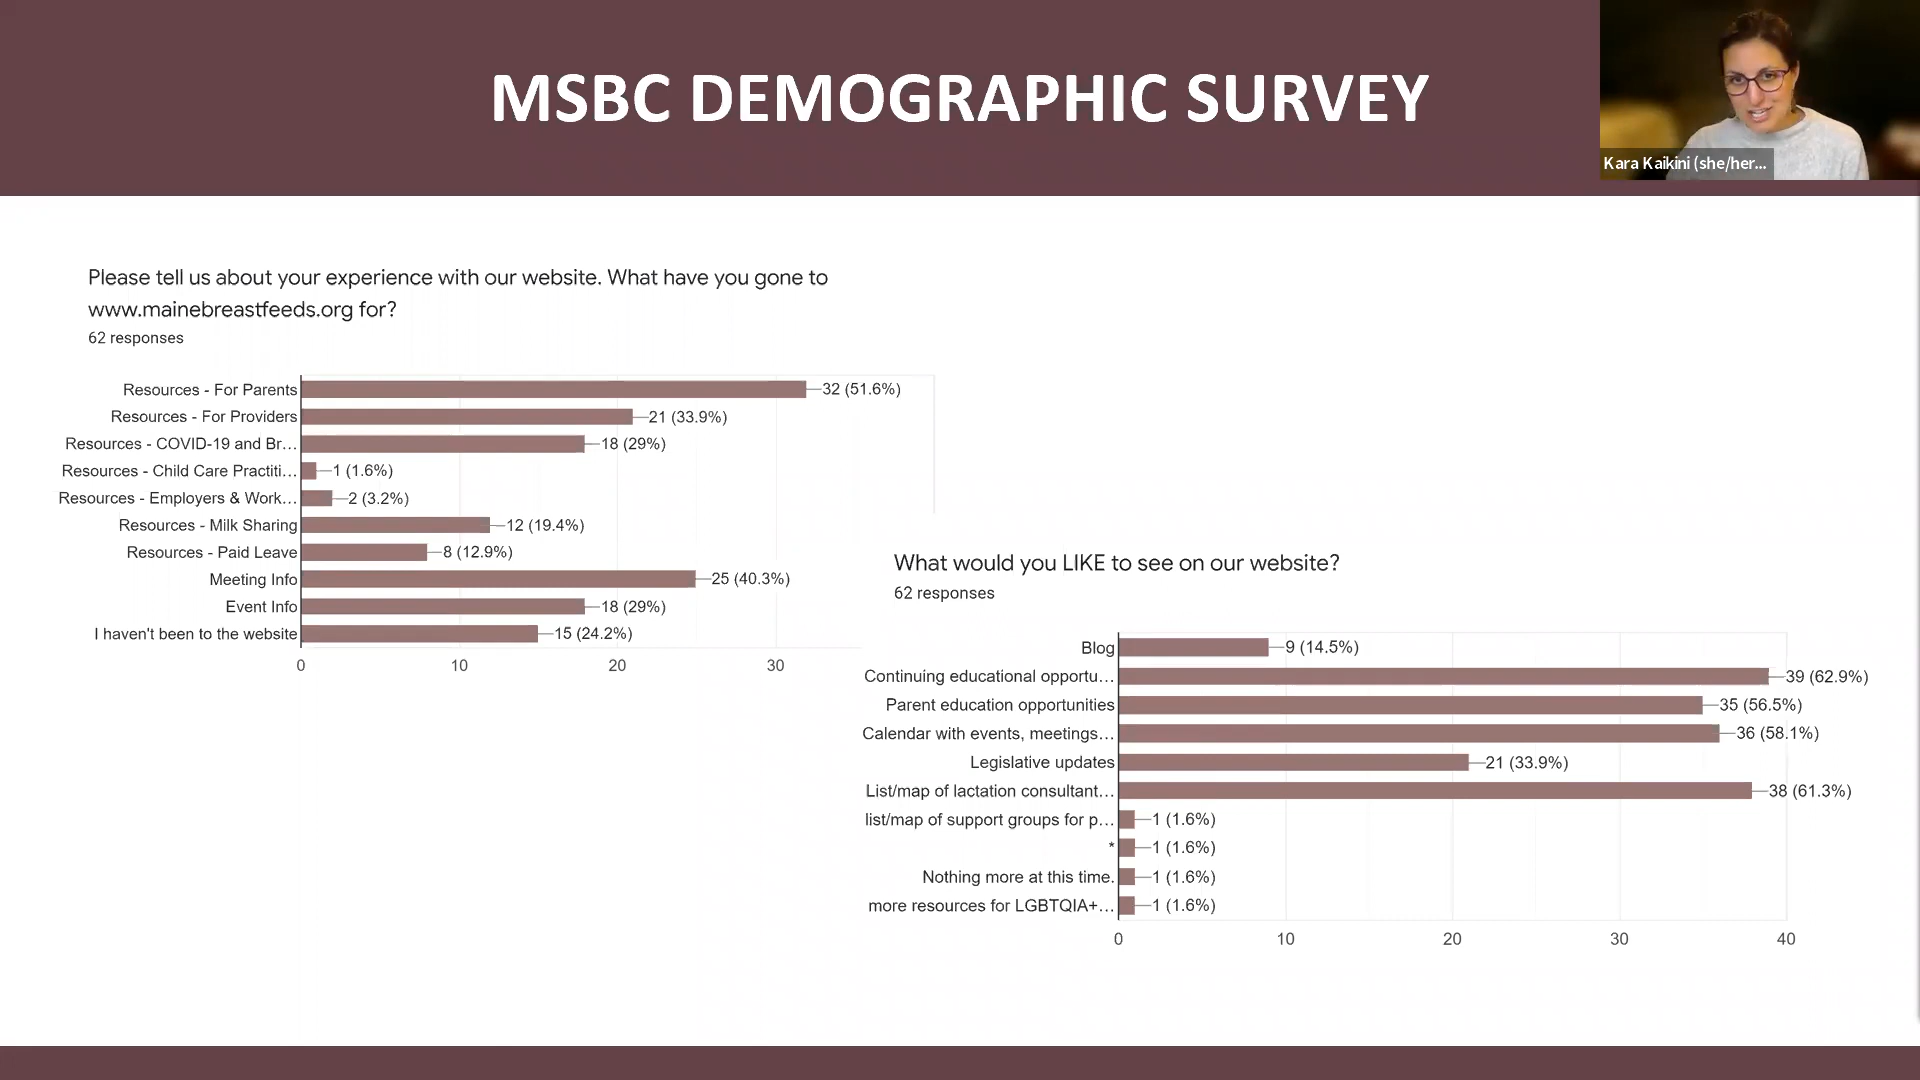 MSBC DEMOGRAPHIC SURVEY
Kara Kaikini (she/her...
Please tell us about your experience with our website. What have you gone to
www.mainebreastfeeds.org for?
62 responses
Resources - For Parents 32 (51.6%)
Resources - For Providers 21 (33.9%)
Resources - COVID-19 and Br... 18 (29%)
Resources - Child Care Practiti... 1 (1.6%)
Resources - Employers & Work... 2 (3.2%)
Resources - Milk Sharing 12 (19.4%)
Resources - Paid Leave 8 (12.9%)
Meeting Info 25 (40.3%)
Event Info 18 (29%)
I haven't been to the website 15 (24.2%)
0 10 20 30
What would you LIKE to see on our website?
62 responses
Blog 9 (14.5%)
Continuing educational opportu... 39 (62.9%)
Parent education opportunities 35 (56.5%)
Calendar with events, meetings... 36 (58.1%)
Legislative updates 21 (33.9%)
List/map of lactation consultant... 38 (61.3%)
list/map of support groups for p... 1 (1.6%)
* 1 (1.6%)
Nothing more at this time. 1 (1.6%)
more resources for LGBTQIA+... 1 (1.6%)
0 10 20 30 40